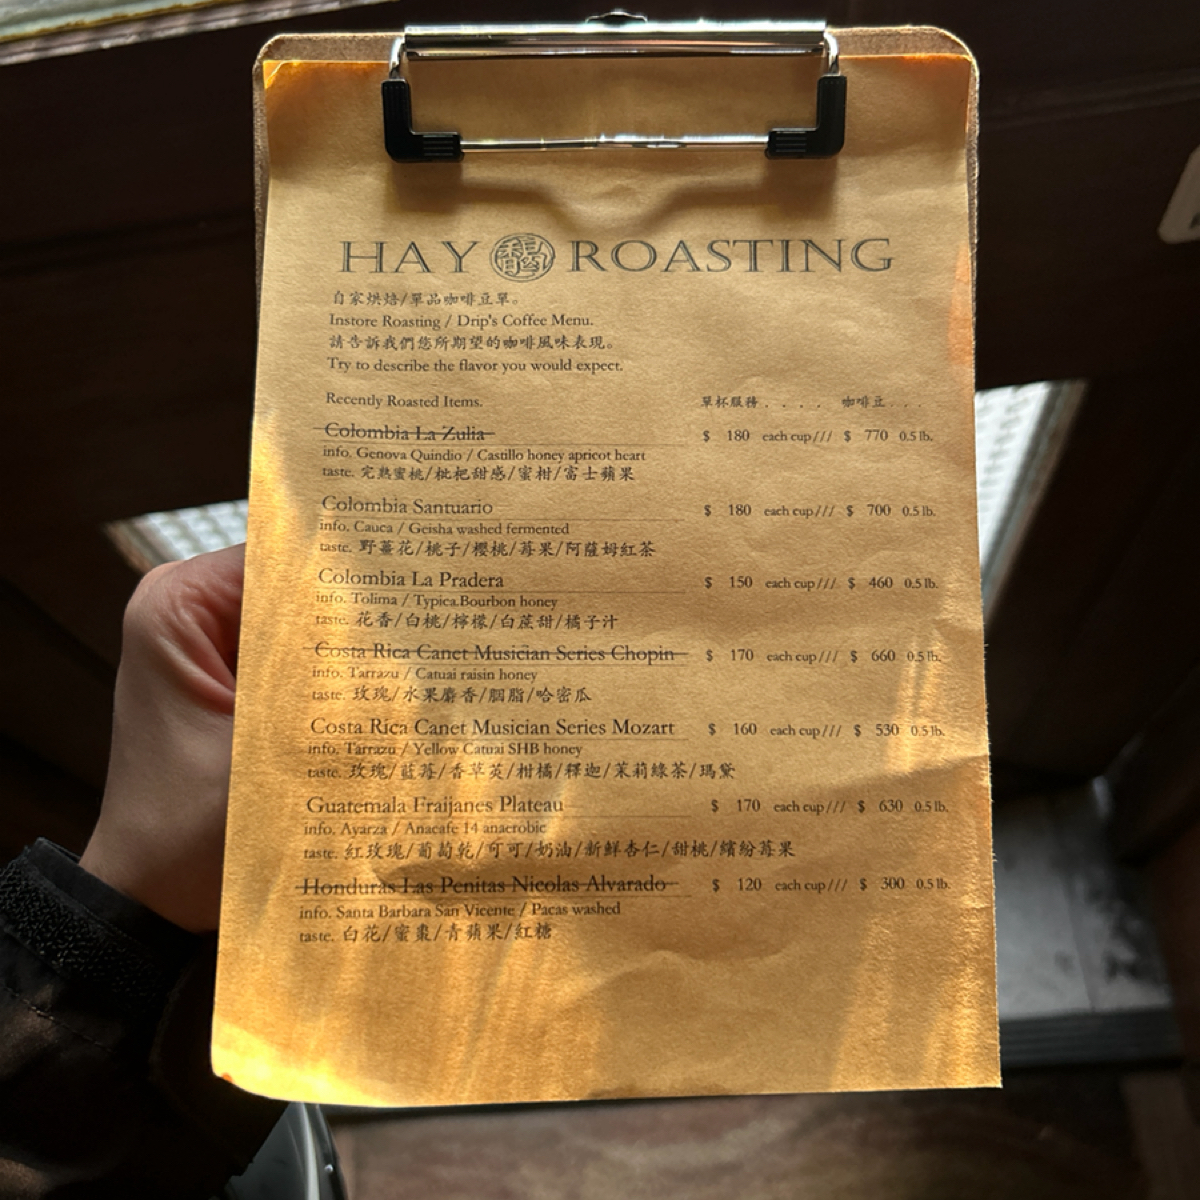 HAY ROASTING
自家烘焙/單品咖啡豆單。
Instore Roasting / Drip's Coffee Menu.
請告訴我們您所期望的咖啡風味表現。
Try to describe the flavor you would expect.
Recently Roasted Items. 單杯服務 . . . . 咖啡豆 . . .
Colombia La Zulia $ 180 each cup /// $ 770 0.5 lb.
info. Genova Quindio / Castillo honey apricot heart
taste. 完熟蜜桃/枇杷甜感/蜜柑/富士蘋果
Colombia Santuario $ 180 each cup /// $ 700 0.5 lb.
info. Cauca / Geisha washed fermented
taste. 野薑花/桃子/櫻桃/莓果/阿薩姆紅茶
Colombia La Pradera $ 150 each cup /// $ 460 0.5 lb.
info. Tolima / Typica.Bourbon honey
taste. 花香/白桃/檸檬/白蔗甜/橘子汁
Costa Rica Canet Musician Series Chopin $ 170 each cup /// $ 660 0.5 lb.
info. Tarrazu / Catuai raisin honey
taste. 玫瑰/水果麝香/胭脂/哈密瓜
Costa Rica Canet Musician Series Mozart $ 160 each cup /// $ 530 0.5 lb.
info. Tarrazu / Yellow Catuai SHB honey
taste. 玫瑰/藍莓/香草莢/柑橘/釋迦/茉莉綠茶/瑪黛
Guatemala Fraijanes Plateau $ 170 each cup /// $ 630 0.5 lb.
info. Ayarza / Anacafe 14 anaerobic
taste. 紅玫瑰/葡萄乾/可可/奶油/新鮮杏仁/甜桃/繽紛莓果
Honduras Las Penitas Nicolas Alvarado $ 120 each cup /// $ 300 0.5 lb.
info. Santa Barbara San Vicente / Pacas washed
taste. 白花/蜜棗/青蘋果/紅糖